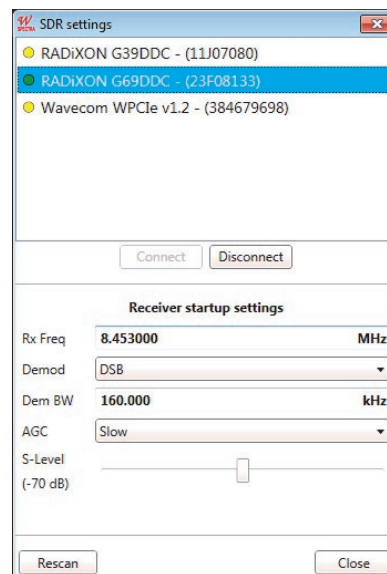 W SPECTRA SDR settings
RADiXON G39DDC - (11J07080)
RADiXON G69DDC - (23F08133)
Wavecom WPCIe v1.2 - (384679698)
Connect Disconnect
Receiver startup settings
Rx Freq 8.453000 MHz
Demod DSB
Dem BW 160.000 kHz
AGC Slow
S-Level
(-70 dB)
Rescan Close